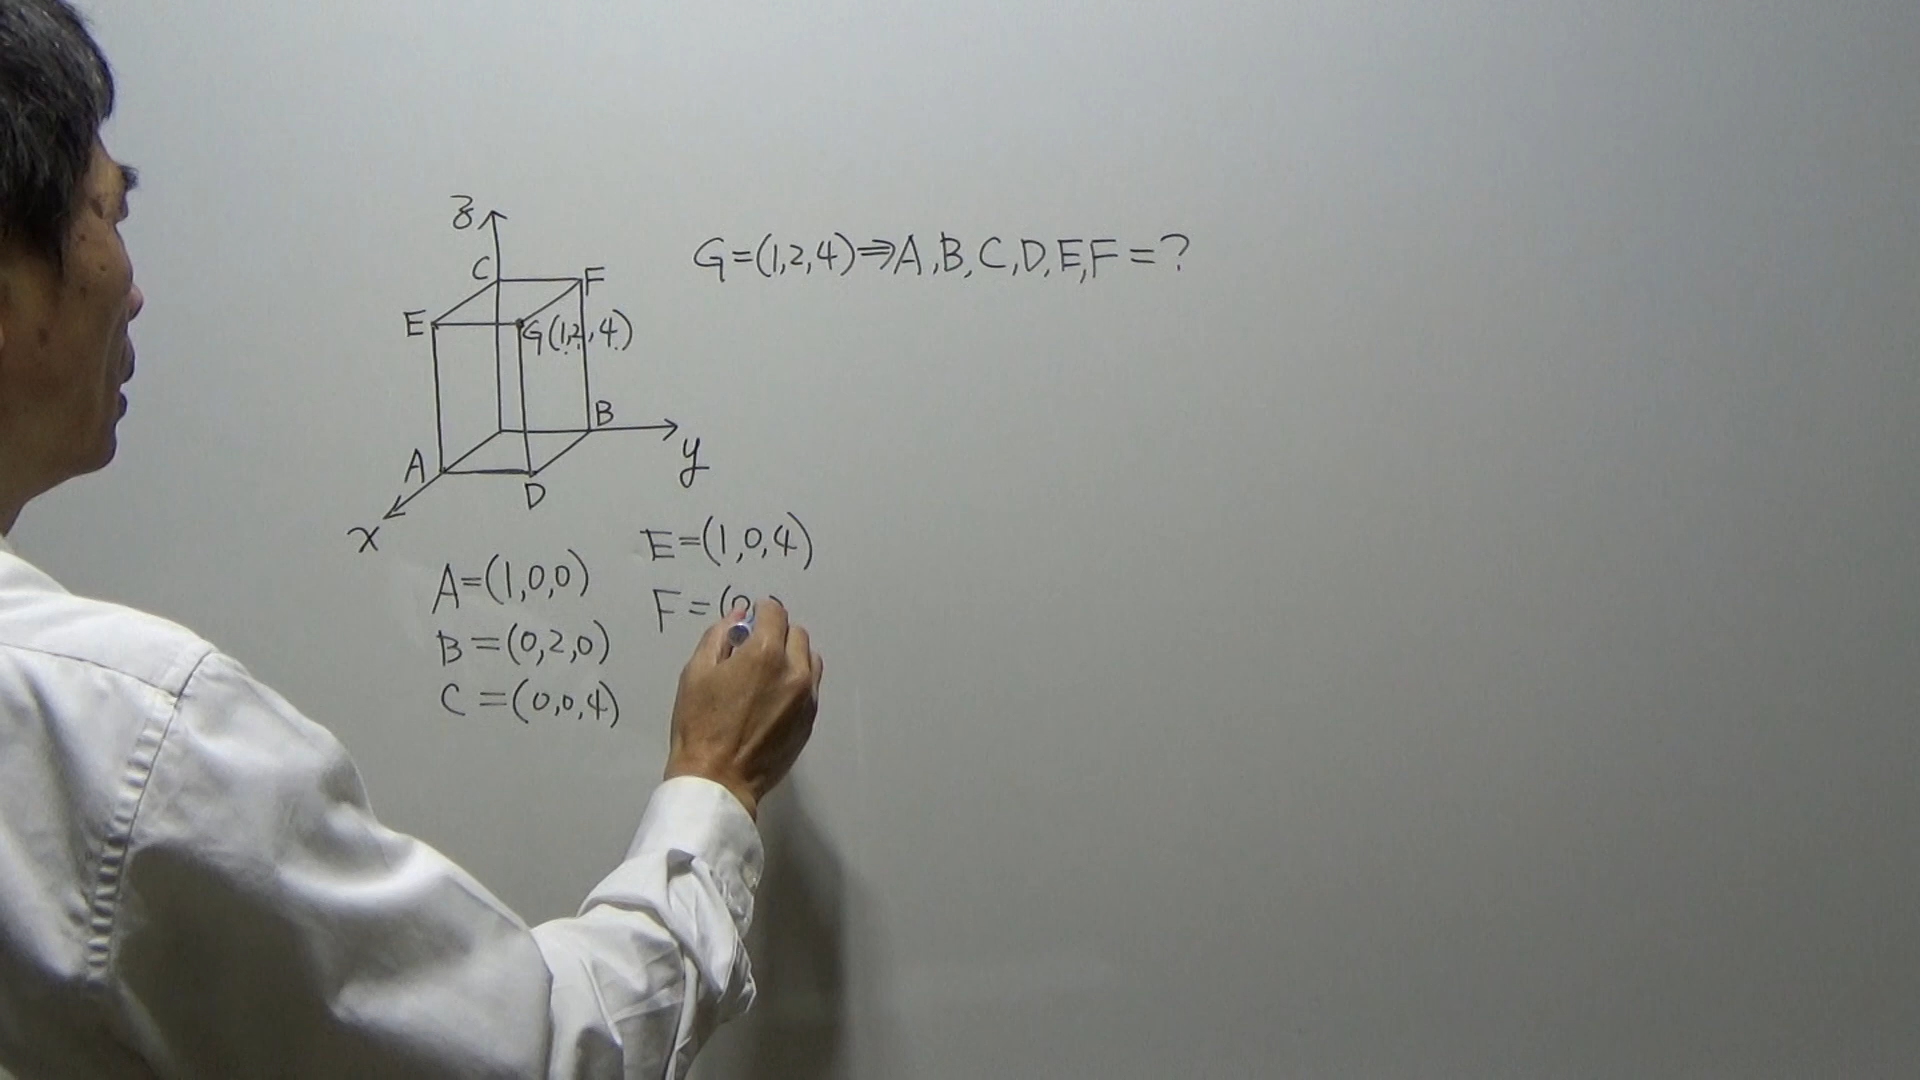 z
G=(1,2,4)⇒A,B,C,D,E,F=?
C
F
E
G(1,2,4)
B
y
A
D
x
E=(1,0,4)
A=(1,0,0)
F=(0,
B=(0,2,0)
C=(0,0,4)